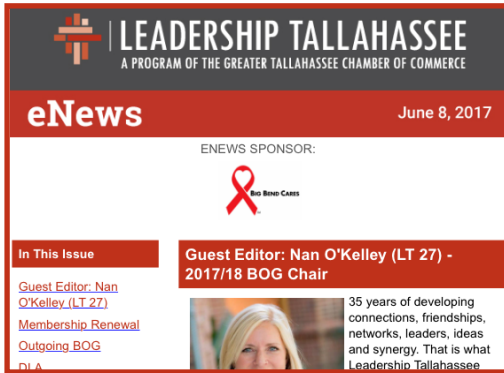 LEADERSHIP TALLAHASSEE
A PROGRAM OF THE GREATER TALLAHASSEE CHAMBER OF COMMERCE
eNews
June 8, 2017
ENEWS SPONSOR:
BIG BEND CARES
In This Issue
Guest Editor: Nan
O'Kelley (LT 27)
Membership Renewal
Outgoing BOG
DLA
Guest Editor: Nan O'Kelley (LT 27) -
2017/18 BOG Chair
35 years of developing
connections, friendships,
networks, leaders, ideas
and synergy. That is what
Leadership Tallahassee